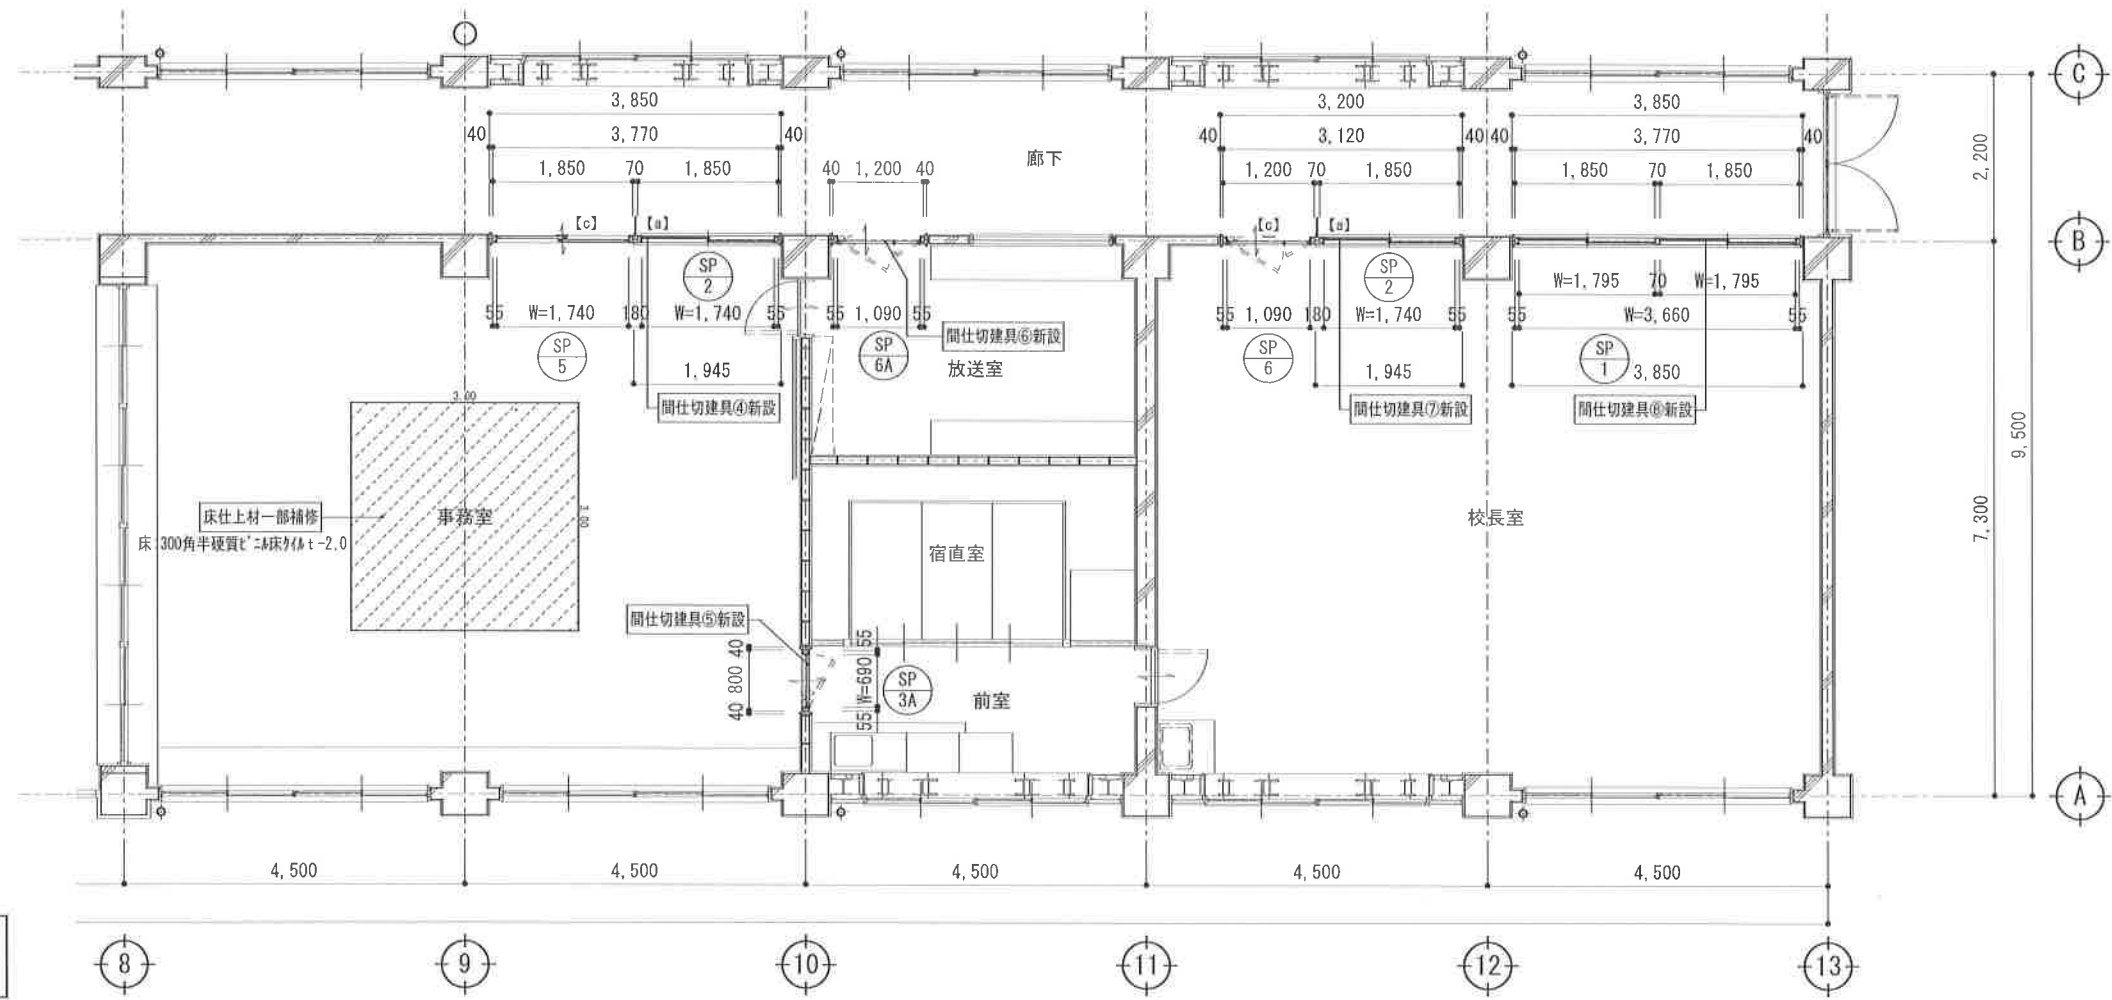 C
3,850
3,200
3,850
40
3,770
40
40
3,120
40
40
3,770
40
1,850
70
1,850
40
1,200
40
廊下
1,200
70
1,850
1,850
70
1,850
2,200
【c】
【a】
【c】
【a】
B
SP
2
SP
2
W=1,795
70
W=1,795
55
W=1,740
180
W=1,740
55
55
1,090
55
55
1,090
180
W=1,740
55
55
W=3,660
55
間仕切建具⑥新設
SP
5
SP
6A
SP
6
SP
1
1,945
放送室
1,945
3,850
間仕切建具④新設
間仕切建具⑦新設
間仕切建具⑧新設
9,500
床仕上材一部補修
事務室
校長室
7,300
床:300角半硬質ﾋﾞﾆﾙ床ﾀｲﾙ t-2.0
宿直室
間仕切建具⑤新設
40
800
40
55
W=690
55
SP
3A
前室
A
4,500
4,500
4,500
4,500
4,500
8
9
10
11
12
13